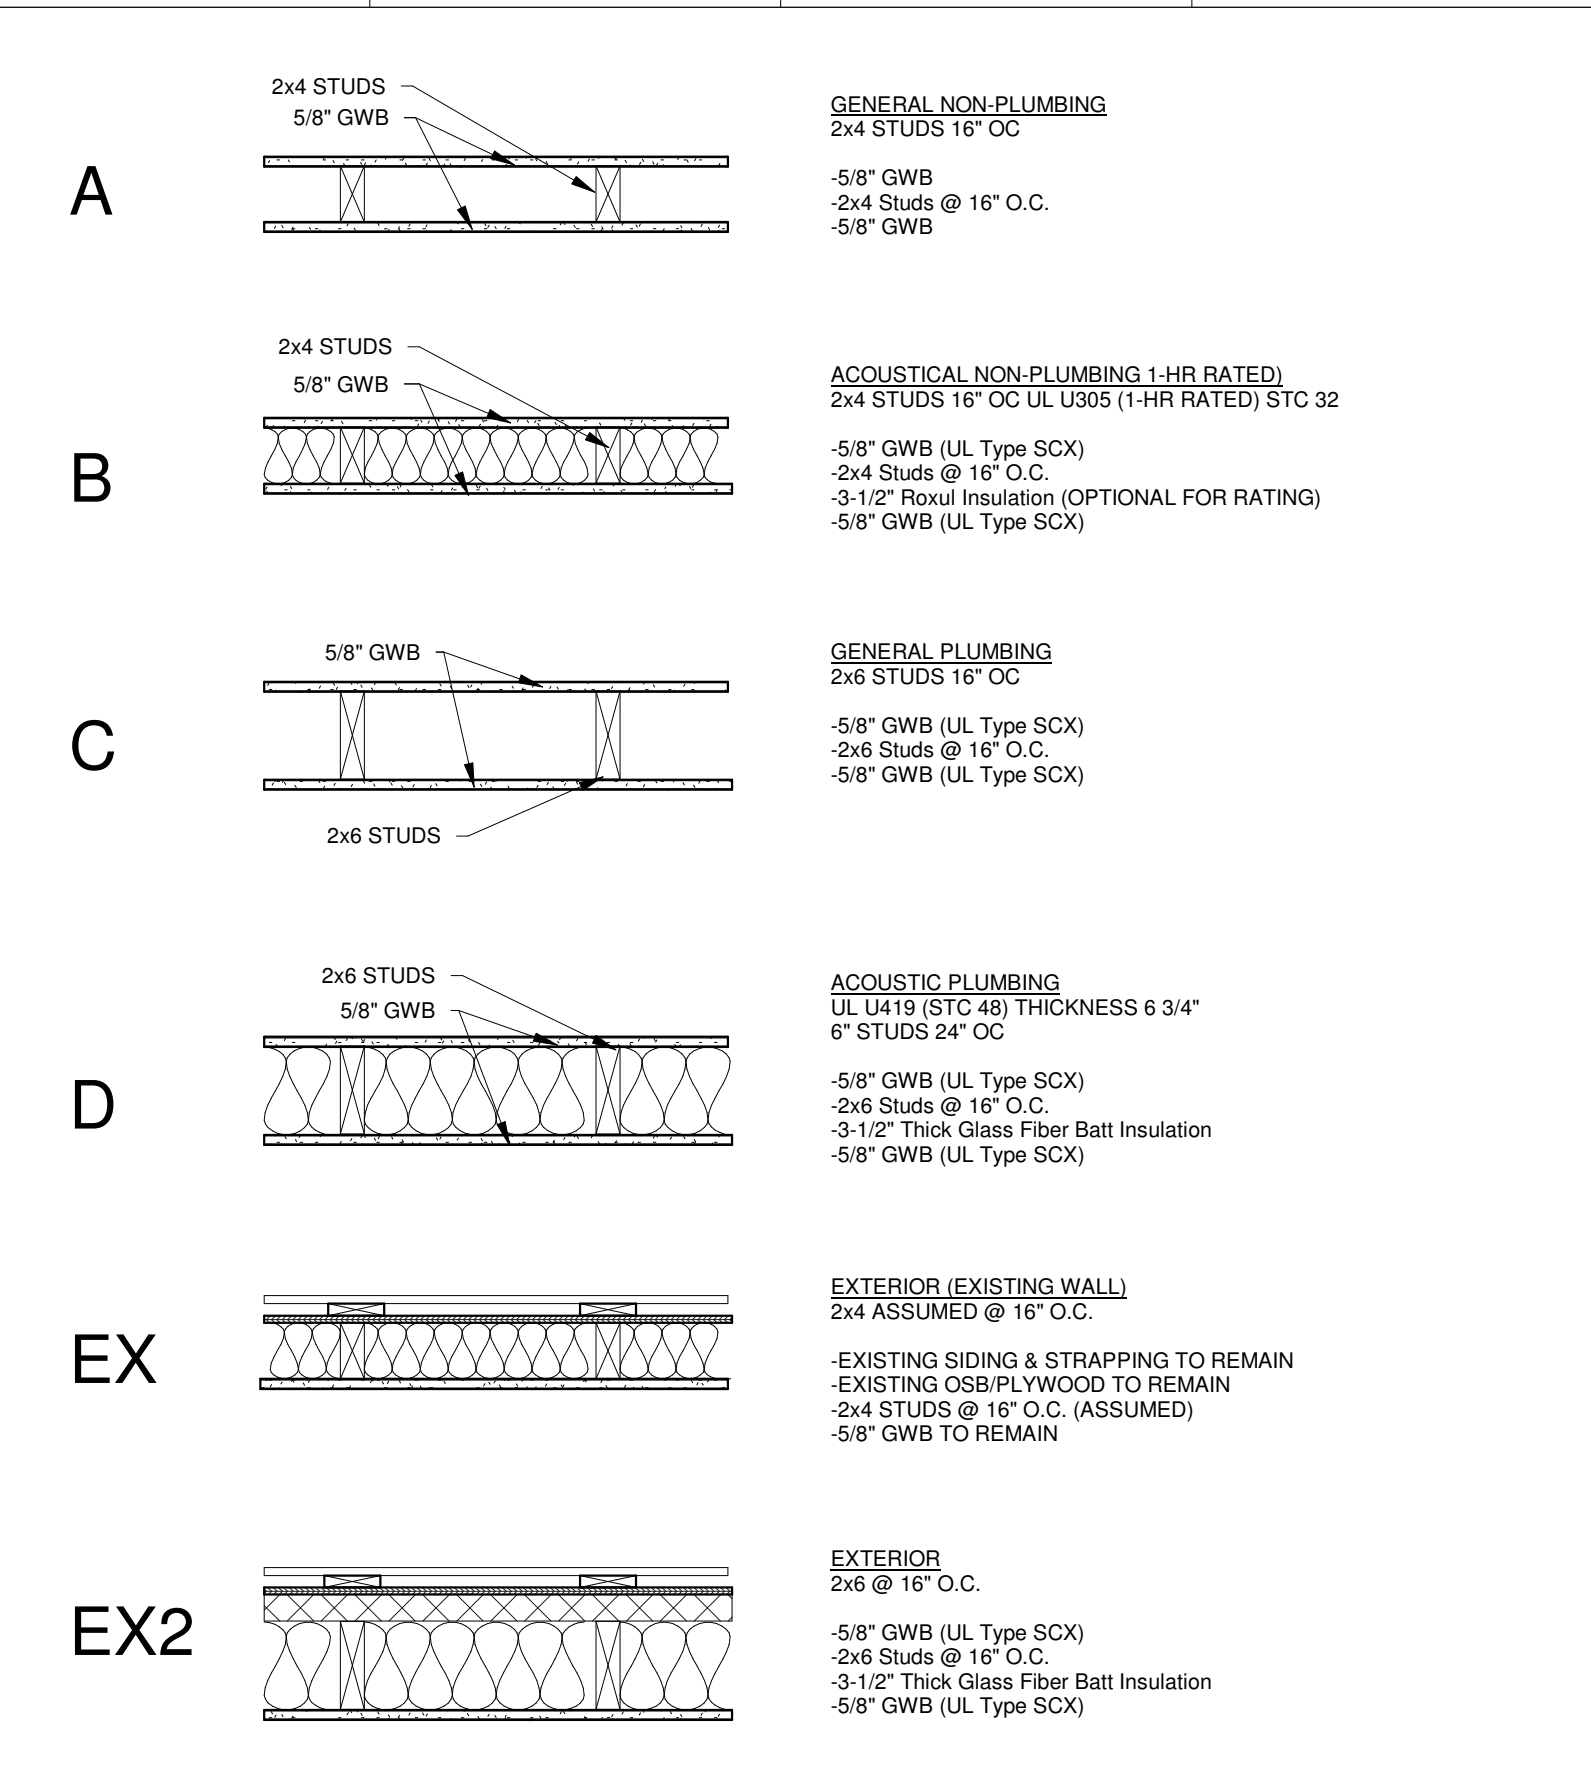 2x4 STUDS
5/8" GWB
A
GENERAL NON-PLUMBING
2x4 STUDS 16" OC
-5/8" GWB
-2x4 Studs @ 16" O.C.
-5/8" GWB
2x4 STUDS
5/8" GWB
B
ACOUSTICAL NON-PLUMBING 1-HR RATED)
2x4 STUDS 16" OC UL U305 (1-HR RATED) STC 32
-5/8" GWB (UL Type SCX)
-2x4 Studs @ 16" O.C.
-3-1/2" Roxul Insulation (OPTIONAL FOR RATING)
-5/8" GWB (UL Type SCX)
5/8" GWB
C
2x6 STUDS
GENERAL PLUMBING
2x6 STUDS 16" OC
-5/8" GWB (UL Type SCX)
-2x6 Studs @ 16" O.C.
-5/8" GWB (UL Type SCX)
2x6 STUDS
5/8" GWB
D
ACOUSTIC PLUMBING
UL U419 (STC 48) THICKNESS 6 3/4"
6" STUDS 24" OC
-5/8" GWB (UL Type SCX)
-2x6 Studs @ 16" O.C.
-3-1/2" Thick Glass Fiber Batt Insulation
-5/8" GWB (UL Type SCX)
EX
EXTERIOR (EXISTING WALL)
2x4 ASSUMED @ 16" O.C.
-EXISTING SIDING & STRAPPING TO REMAIN
-EXISTING OSB/PLYWOOD TO REMAIN
-2x4 STUDS @ 16" O.C. (ASSUMED)
-5/8" GWB TO REMAIN
EX2
EXTERIOR
2x6 @ 16" O.C.
-5/8" GWB (UL Type SCX)
-2x6 Studs @ 16" O.C.
-3-1/2" Thick Glass Fiber Batt Insulation
-5/8" GWB (UL Type SCX)